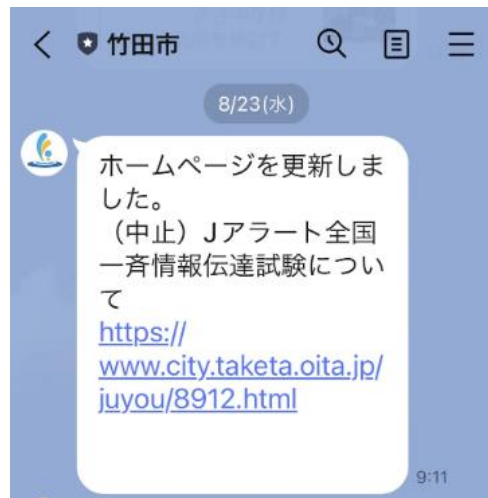 竹田市
8/23(水)
ホームページを更新しま
した。
（中止）Jアラート全国
一斉情報伝達試験につい
て
https://
www.city.taketa.oita.jp/
juyou/8912.html
9:11